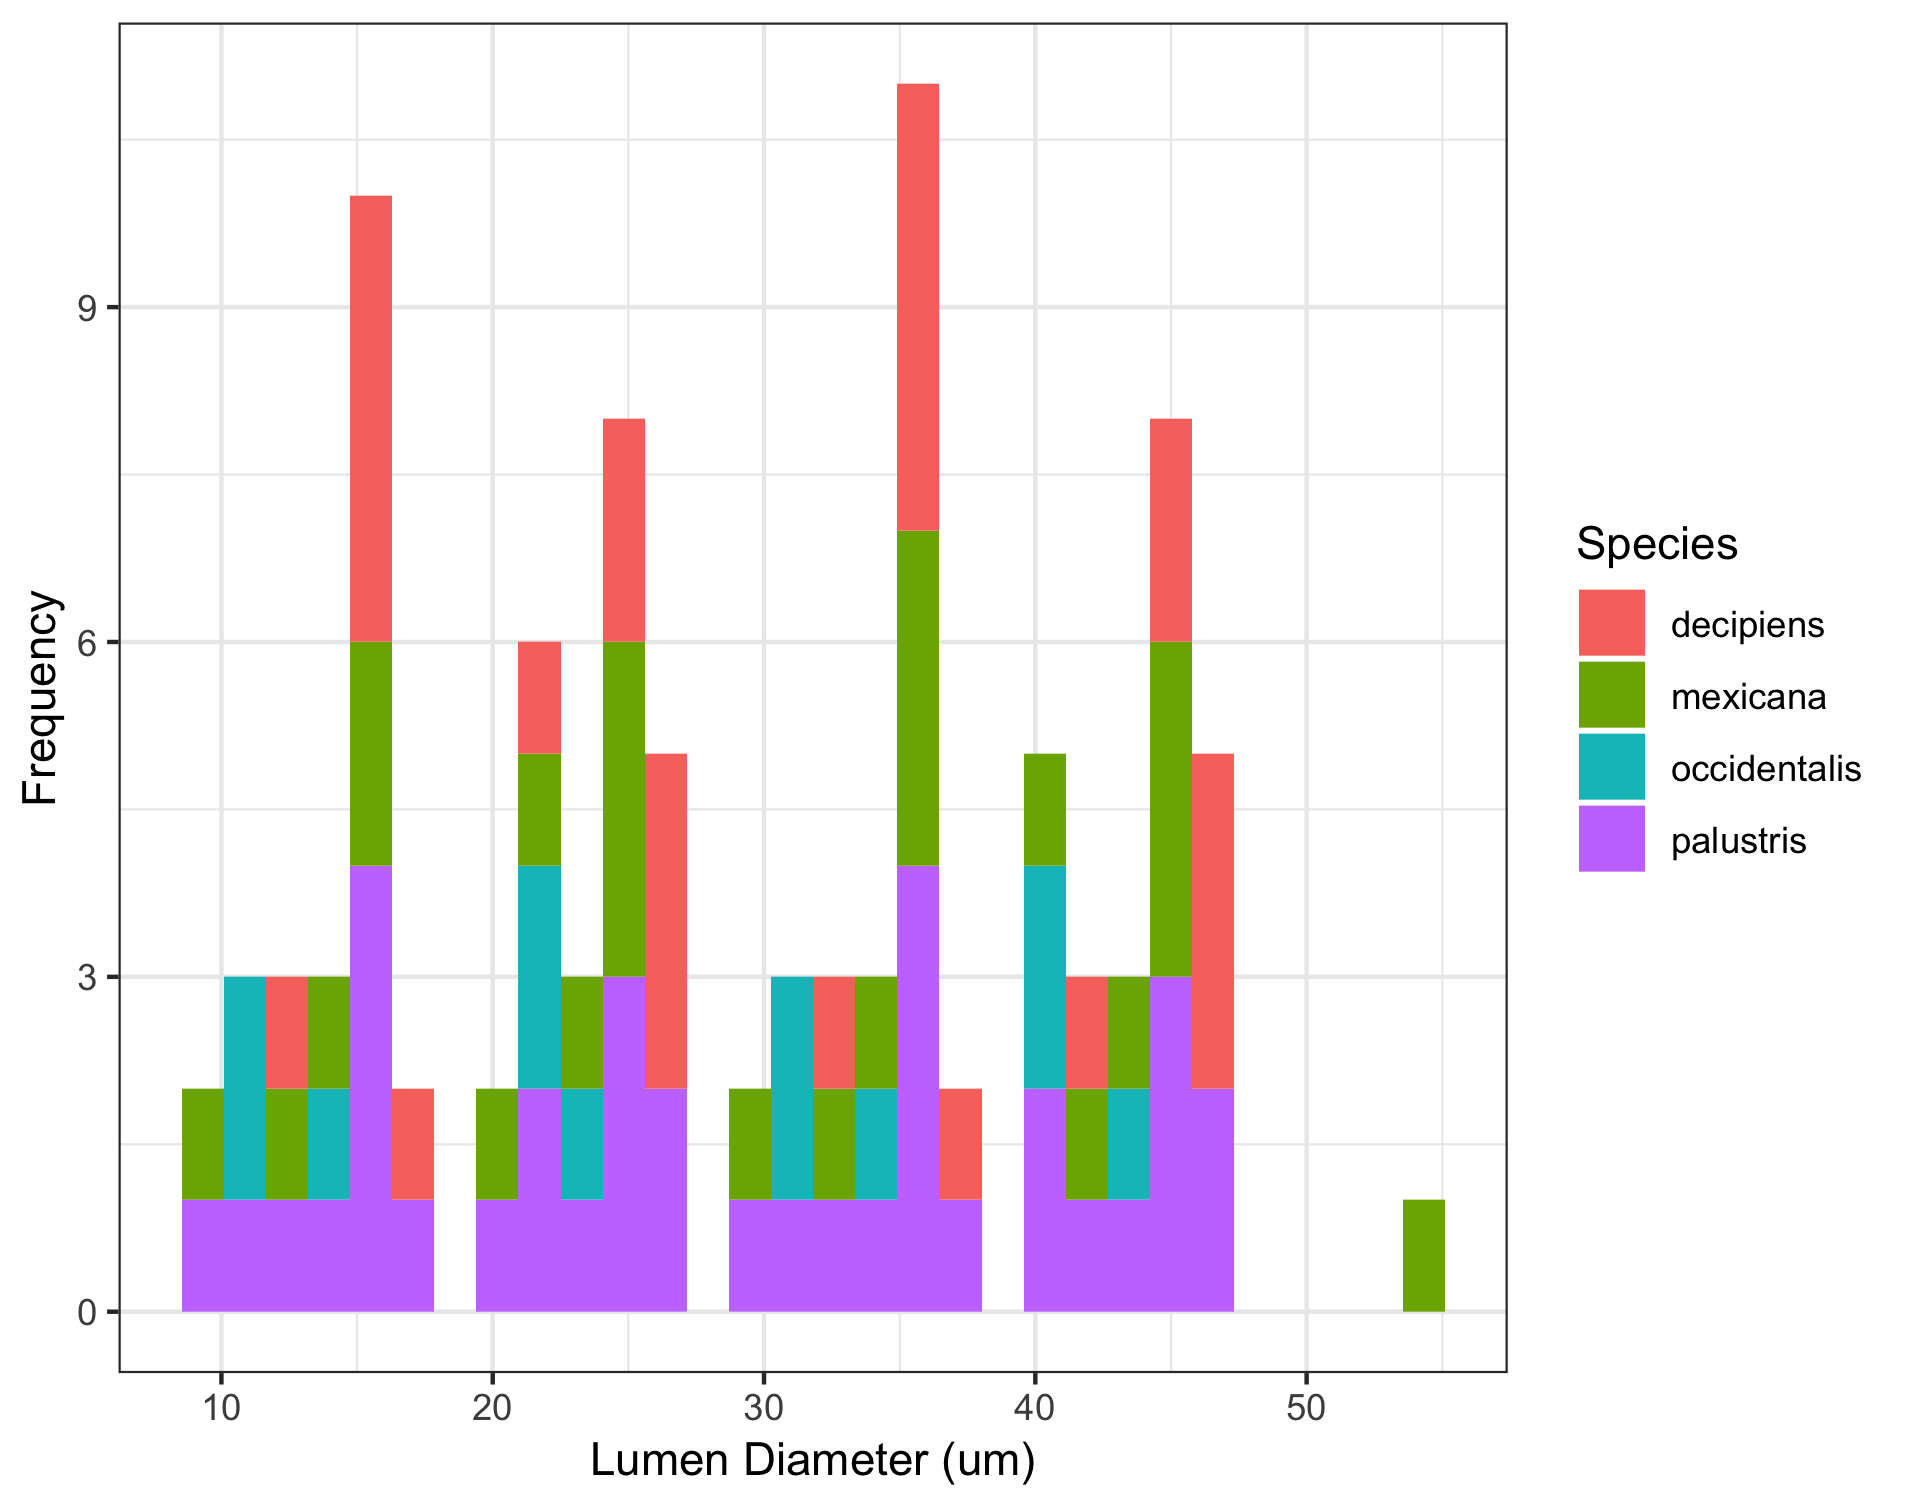 9
6
3
0
Frequency
10 20 30 40 50
Lumen Diameter (um)
Species
decipiens
mexicana
occidentalis
palustris